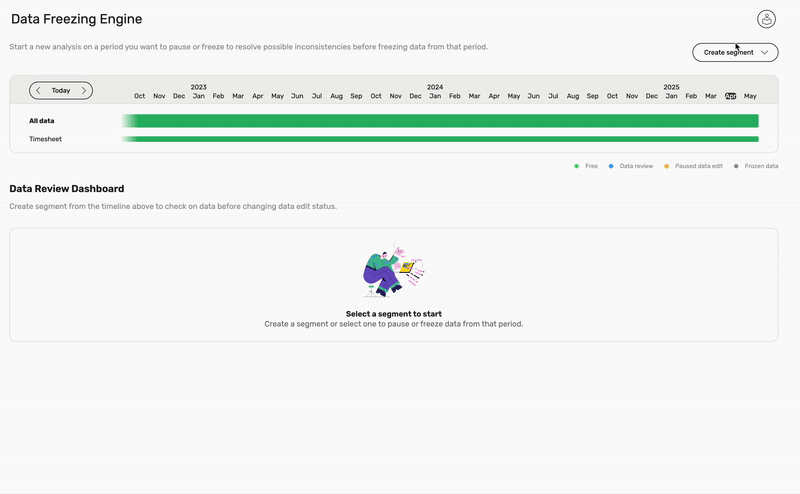 Data Freezing Engine
Start a new analysis on a period you want to pause or freeze to resolve possible inconsistencies before freezing data from that period.
Create segment
Today
2023 2024 2025
Oct Nov Dec Jan Feb Mar Apr May Jun Jul Aug Sep Oct Nov Dec Jan Feb Mar Apr May Jun Jul Aug Sep Oct Nov Dec Jan Feb Mar Apr May
All data
Timesheet
Free Data review Paused data edit Frozen data
Data Review Dashboard
Create segment from the timeline above to check on data before changing data edit status.
Select a segment to start
Create a segment or select one to pause or freeze data from that period.